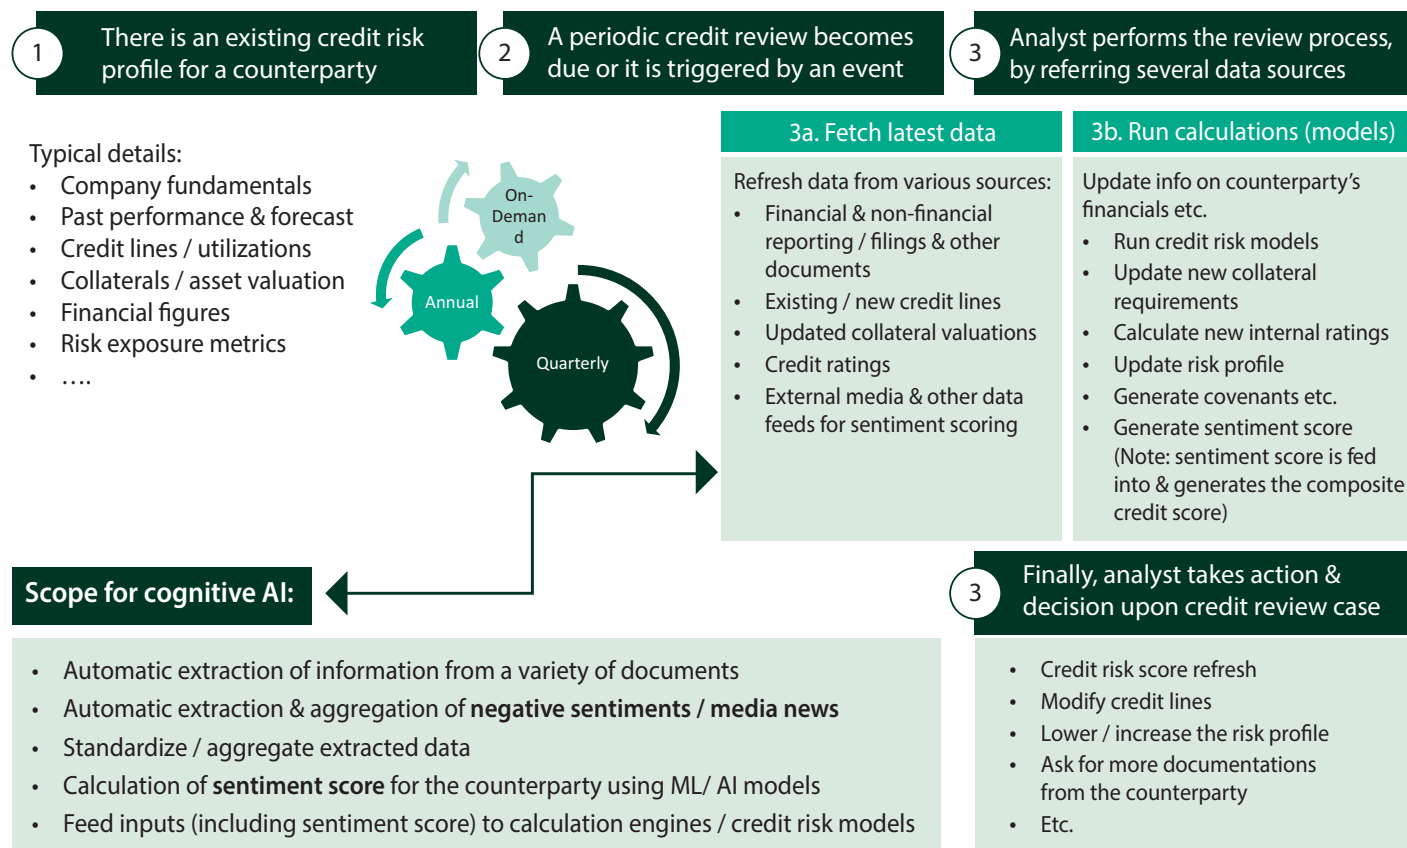 1
There is an existing credit risk
profile for a counterparty
2
A periodic credit review becomes
due or it is triggered by an event
3
Analyst performs the review process,
by referring several data sources
Typical details:
• Company fundamentals
• Past performance & forecast
• Credit lines / utilizations
• Collaterals / asset valuation
• Financial figures
• Risk exposure metrics
• ....
On-
Deman
d
Annual
Quarterly
3a. Fetch latest data
Refresh data from various sources:
• Financial & non-financial
reporting / filings & other
documents
• Existing / new credit lines
• Updated collateral valuations
• Credit ratings
• External media & other data
feeds for sentiment scoring
3b. Run calculations (models)
Update info on counterparty's
financials etc.
• Run credit risk models
• Update new collateral
requirements
• Calculate new internal ratings
• Update risk profile
• Generate covenants etc.
• Generate sentiment score
(Note: sentiment score is fed
into & generates the composite
credit score)
Scope for cognitive AI:
• Automatic extraction of information from a variety of documents
• Automatic extraction & aggregation of negative sentiments / media news
• Standardize / aggregate extracted data
• Calculation of sentiment score for the counterparty using ML/ AI models
• Feed inputs (including sentiment score) to calculation engines / credit risk models
3
Finally, analyst takes action &
decision upon credit review case
• Credit risk score refresh
• Modify credit lines
• Lower / increase the risk profile
• Ask for more documentations
from the counterparty
• Etc.